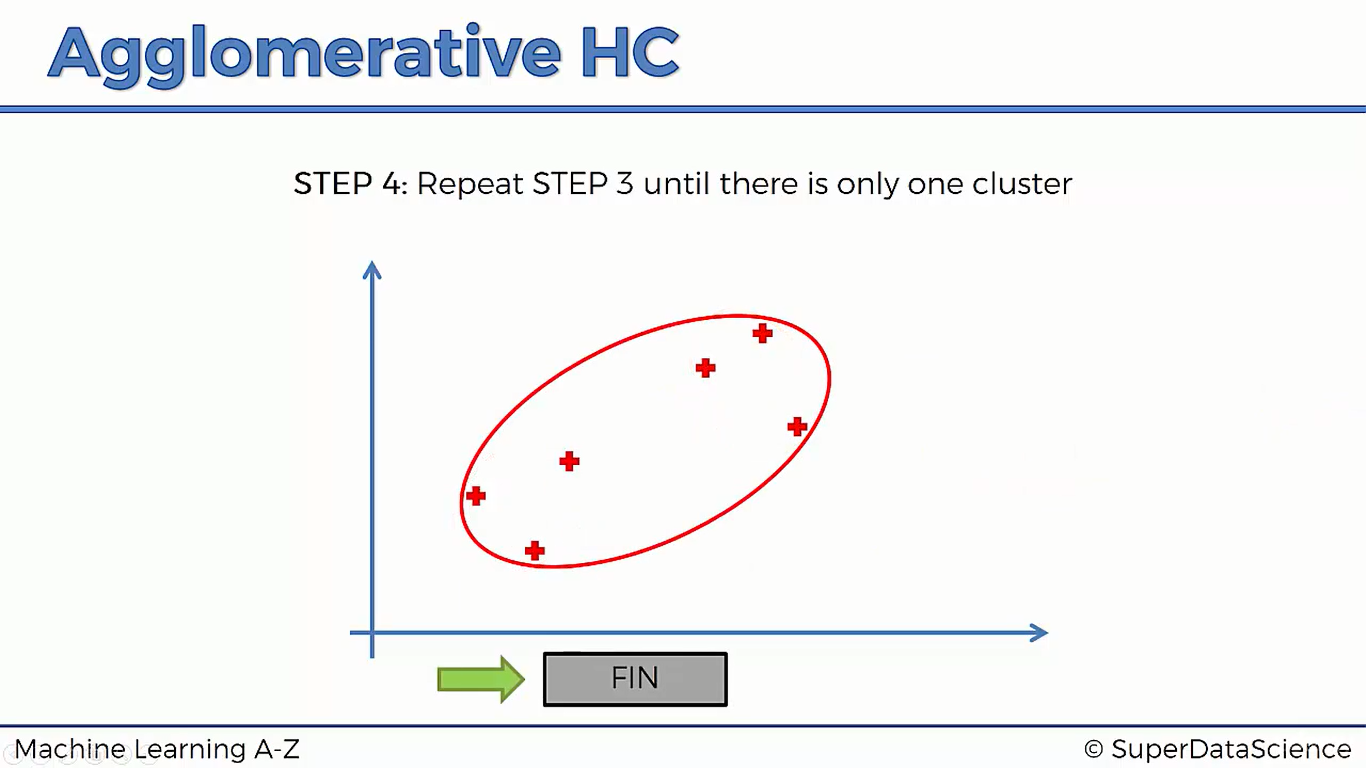 Agglomerative HC
STEP 4: Repeat STEP 3 until there is only one cluster
FIN
Machine Learning A-Z
© SuperDataScience